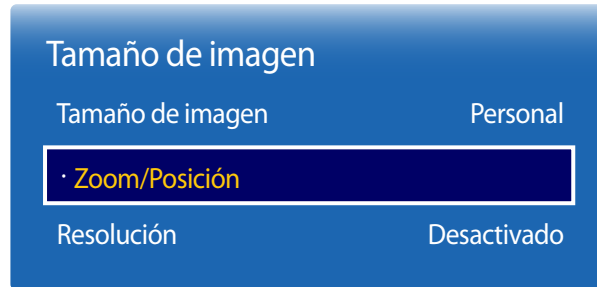 Tamaño de imagen
Tamaño de imagen Personal
· Zoom/Posición
Resolución Desactivado